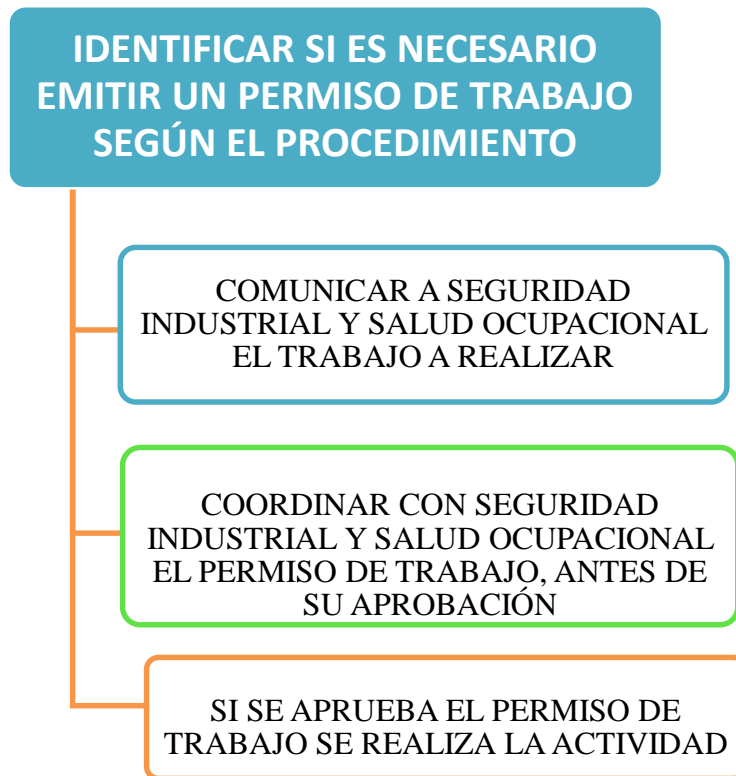 IDENTIFICAR SI ES NECESARIO
EMITIR UN PERMISO DE TRABAJO
SEGÚN EL PROCEDIMIENTO
COMUNICAR A SEGURIDAD
INDUSTRIAL Y SALUD OCUPACIONAL
EL TRABAJO A REALIZAR
COORDINAR CON SEGURIDAD
INDUSTRIAL Y SALUD OCUPACIONAL
EL PERMISO DE TRABAJO, ANTES DE
SU APROBACIÓN
SI SE APRUEBA EL PERMISO DE
TRABAJO SE REALIZA LA ACTIVIDAD